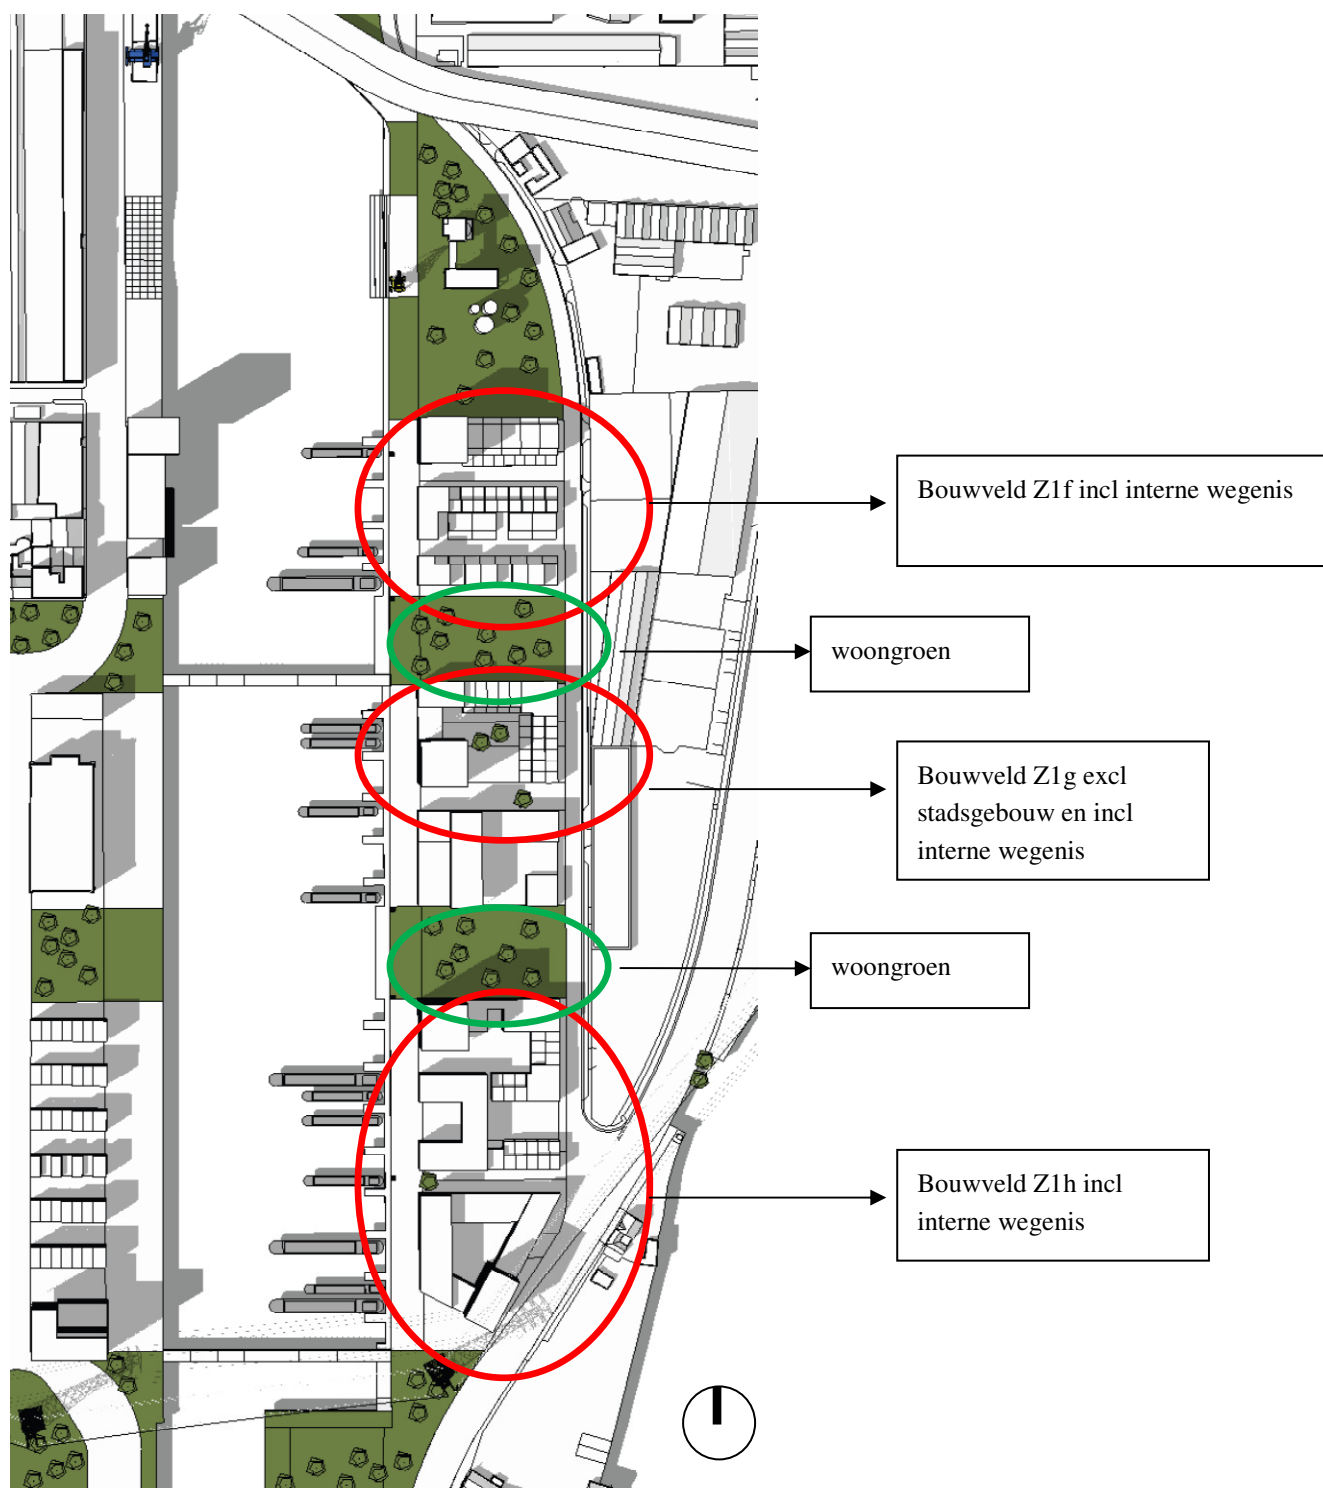 Bouwveld Z1f incl interne wegenis
woongroen
Bouwveld Z1g excl
stadsgebouw en incl
interne wegenis
woongroen
Bouwveld Z1h incl
interne wegenis